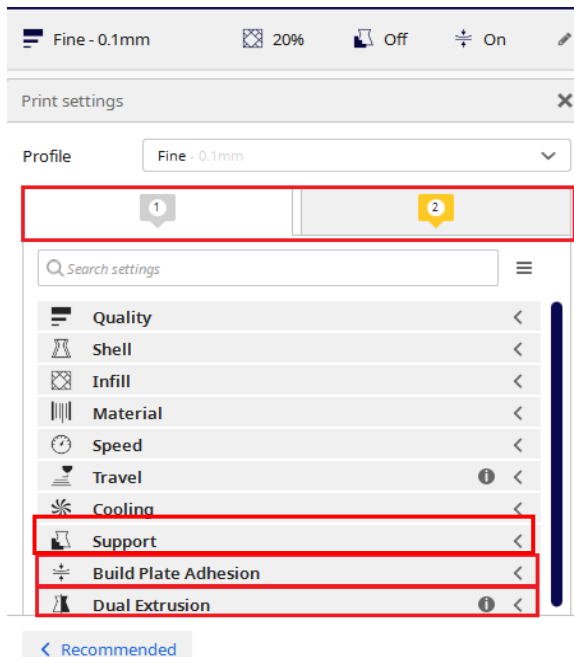 Fine - 0.1mm 20% Off On
Print settings
Profile Fine - 0.1mm
1 2
Search settings
Quality
Shell
Infill
Material
Speed
Travel
Cooling
Support
Build Plate Adhesion
Dual Extrusion
Recommended